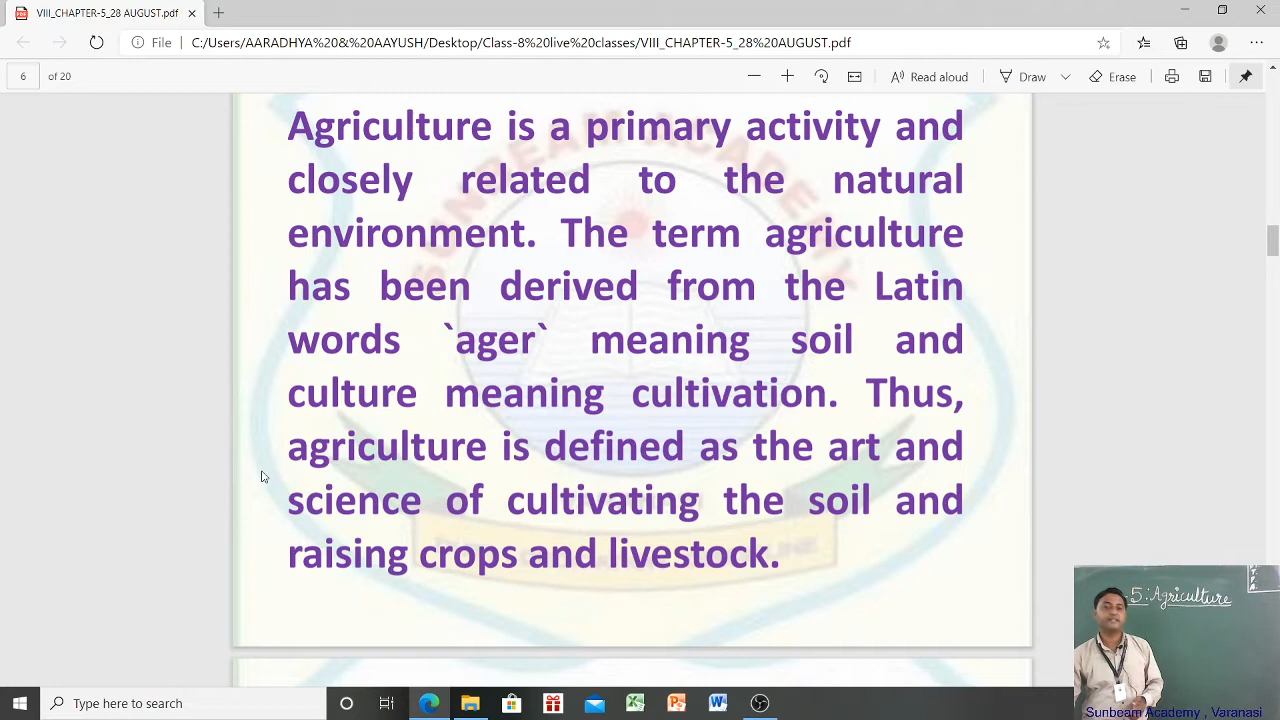 VIII_CHAPTER-5_28 AUGUST.pdf
File
C:/Users/AARADHYA%20&%20AAYUSH/Desktop/Class-8%20live%20classes/VIII_CHAPTER-5_28%20AUGUST.pdf
6 of 20
Read aloud
Draw
Erase
SUNBEAM ACADEMY
Agriculture is a primary activity and
closely related to the natural
environment. The term agriculture
has been derived from the Latin
words `ager` meaning soil and
culture meaning cultivation. Thus,
agriculture is defined as the art and
science of cultivating the soil and
raising crops and livestock.
5:Agriculture
Type here to search
Sunbeam Academy , Varanasi